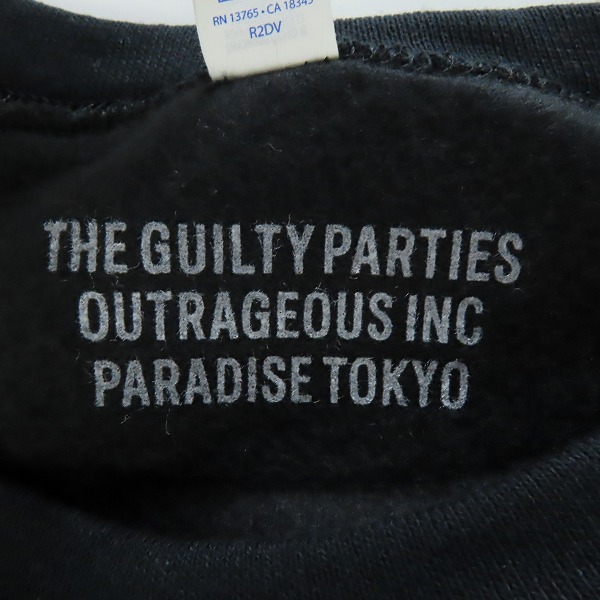 RN 13765 • CA 18345
R2DV
THE GUILTY PARTIES
OUTRAGEOUS INC
PARADISE TOKYO